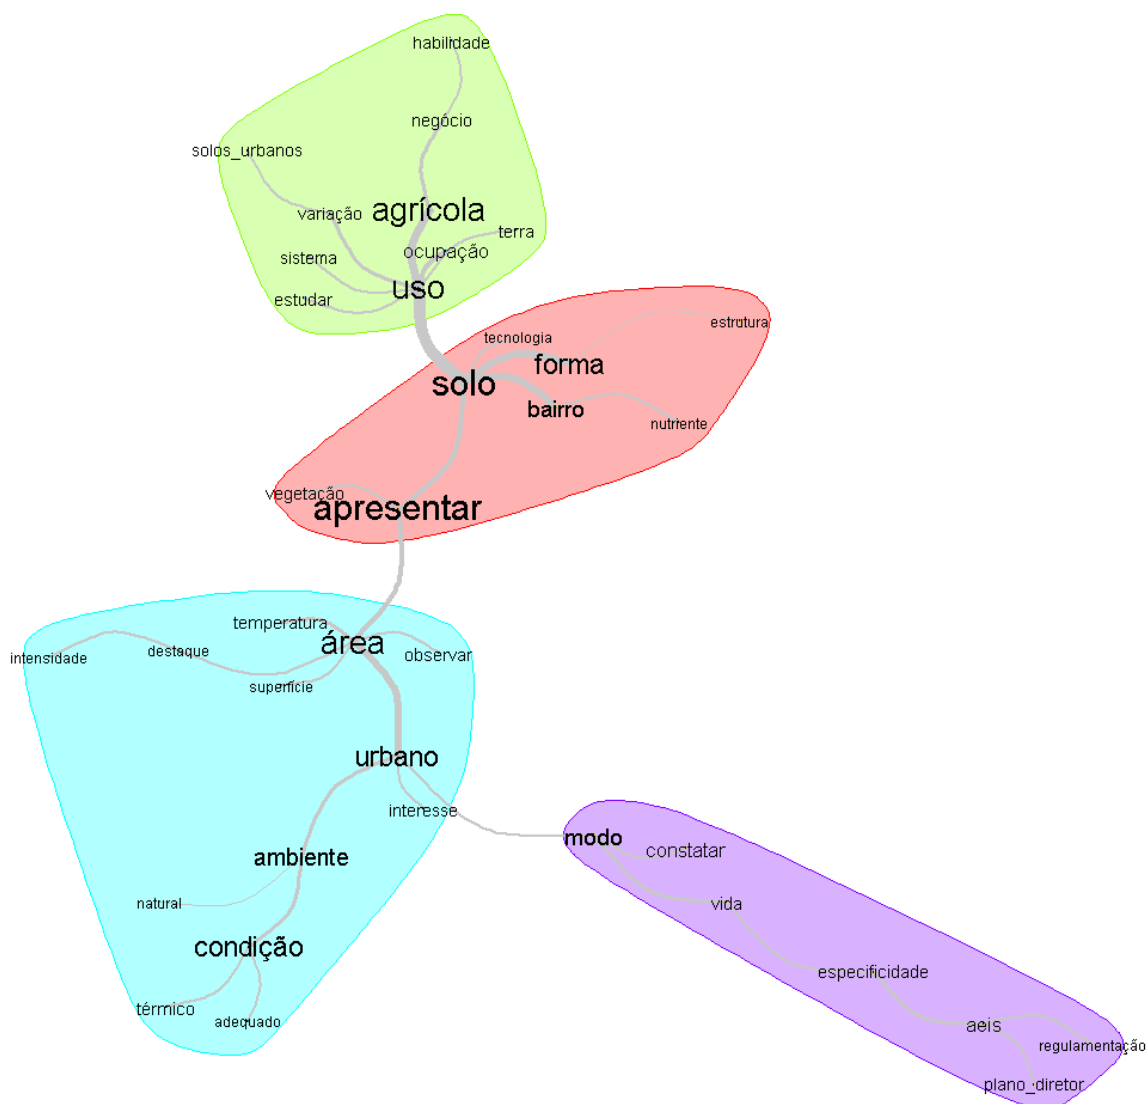 habilidade
negócio
solos_urbanos
agrícola
variação
terra
ocupação
sistema
uso
estudar
estrutura
tecnologia
forma
solo
bairro
nutriente
vegetação
apresentar
temperatura
área
observar
destaque
intensidade
superfície
urbano
interesse
modo
constatar
ambiente
natural
vida
condição
especificidade
térmico
adequado
aeis
regulamentação
plano_diretor